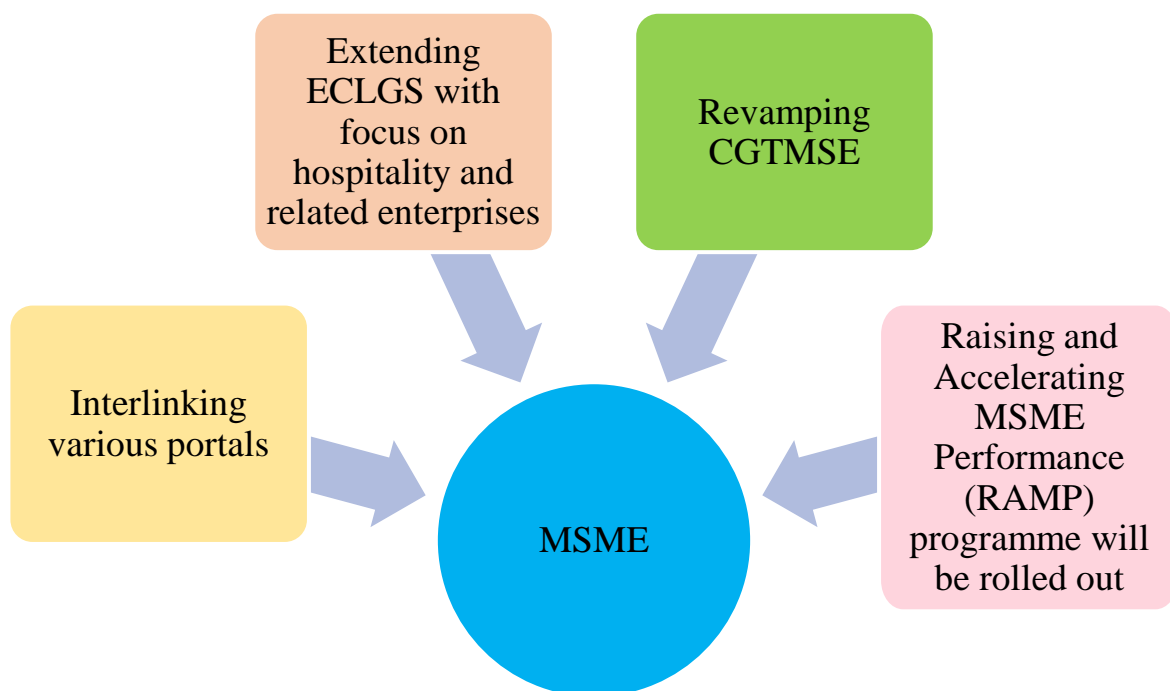 Extending
ECLGS with
focus on
hospitality and
related enterprises
Revamping
CGTMSE
Interlinking
various portals
Raising and
Accelerating
MSME
Performance
(RAMP)
programme will
be rolled out
MSME